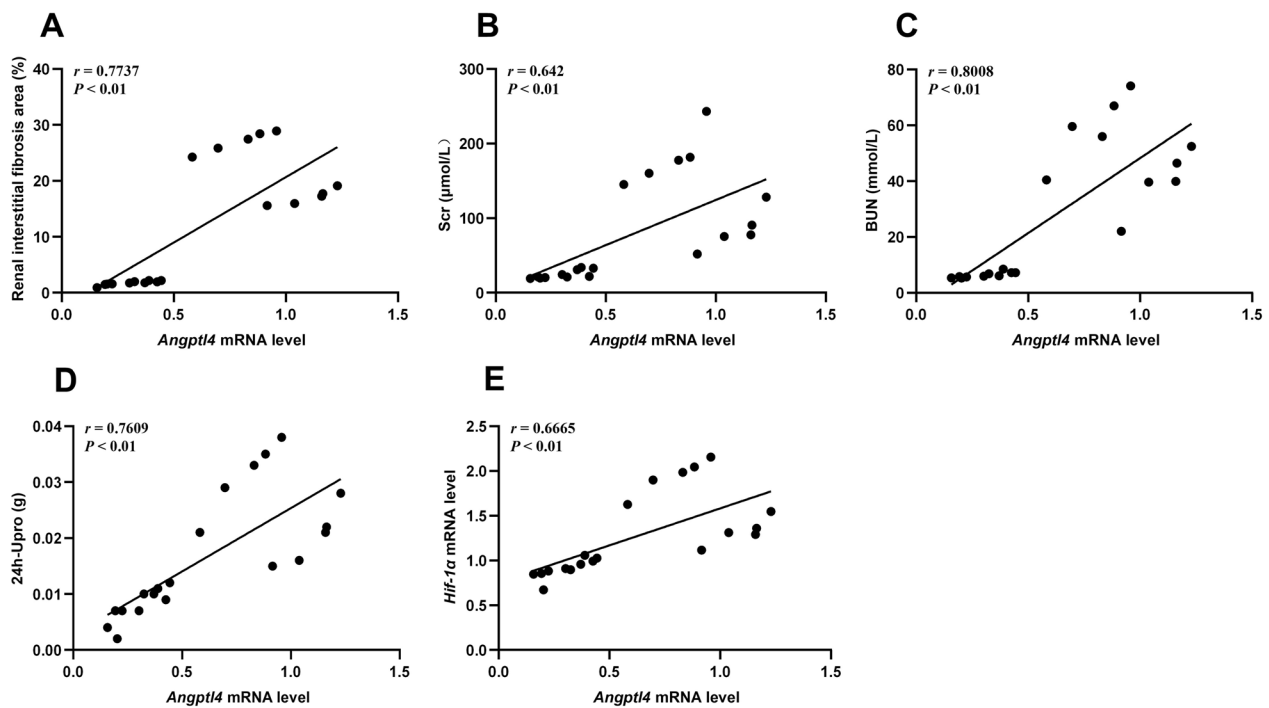 A
Renal interstitial fibrosis area (%)
r = 0.7737
P < 0.01
40
30
20
10
0
0.0
0.5
1.0
1.5
Angptl4 mRNA level
B
Scr (μmol/L）
r = 0.642
P < 0.01
300
200
100
0
0.0
0.5
1.0
1.5
Angptl4 mRNA level
C
BUN (mmol/L)
r = 0.8008
P < 0.01
80
60
40
20
0
0.0
0.5
1.0
1.5
Angptl4 mRNA level
D
24h-Upro (g)
r = 0.7609
P < 0.01
0.04
0.03
0.02
0.01
0.00
0.0
0.5
1.0
1.5
Angptl4 mRNA level
E
Hif-1α mRNA level
r = 0.6665
P < 0.01
2.5
2.0
1.5
1.0
0.5
0.0
0.0
0.5
1.0
1.5
Angptl4 mRNA level